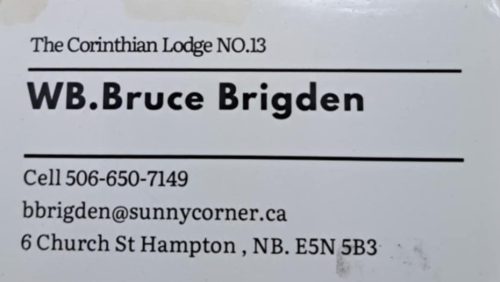 The Corinthian Lodge NO.13
WB.Bruce Brigden
Cell 506-650-7149
bbrigden@sunnycorner.ca
6 Church St Hampton , NB. E5N 5B3